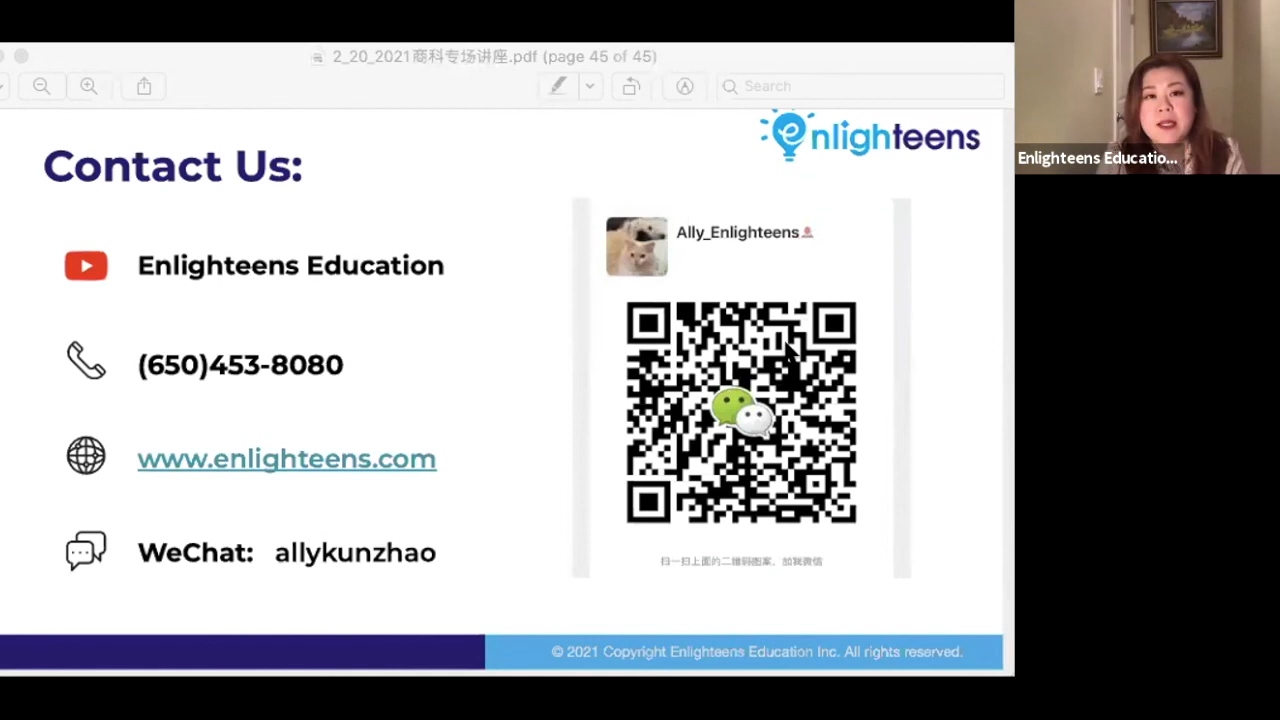 2_20_2021商科专场讲座.pdf (page 45 of 45)
Search
enlighteens
Contact Us:
Enlighteens Education
(650)453-8080
www.enlighteens.com
WeChat: allykunzhao
Ally_Enlighteens
扫一扫上面的二维码图案，加我微信
© 2021 Copyright Enlighteens Education Inc. All rights reserved.
Enlighteens Educatio...